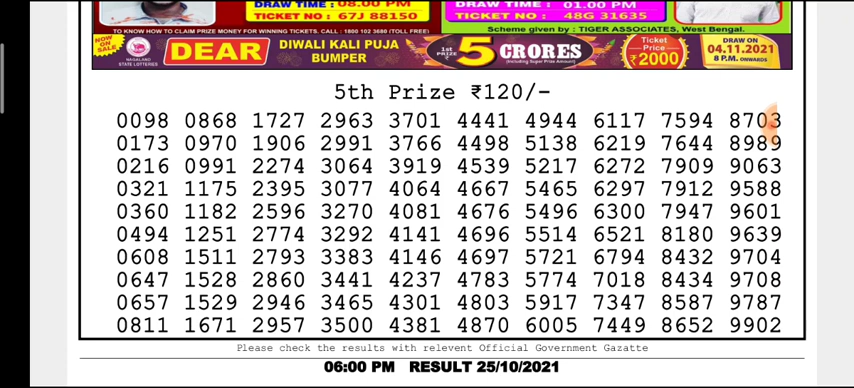 DRAW TIME : 08.00 PM
TICKET NO : 67J 88150
DRAW TIME : 01.00 PM
TICKET NO : 48G 31635
TO KNOW HOW TO CLAIM PRIZE MONEY FOR WINNING TICKETS. CALL : 1800 102 3680 (TOLL FREE)
Scheme given by : TIGER ASSOCIATES, West Bengal.
NOW ON SALE
NAGALAND STATE LOTTERIES
DEAR
DIWALI KALI PUJA BUMPER
1st PRIZE ₹
5 CRORES
(Including Super Prize Amount)
Ticket Price ₹2000
DRAW ON
04.11.2021
8 P.M. ONWARDS
5th Prize ₹120/-
0098 0868 1727 2963 3701 4441 4944 6117 7594 8703
0173 0970 1906 2991 3766 4498 5138 6219 7644 8989
0216 0991 2274 3064 3919 4539 5217 6272 7909 9063
0321 1175 2395 3077 4064 4667 5465 6297 7912 9588
0360 1182 2596 3270 4081 4676 5496 6300 7947 9601
0494 1251 2774 3292 4141 4696 5514 6521 8180 9639
0608 1511 2793 3383 4146 4697 5721 6794 8432 9704
0647 1528 2860 3441 4237 4783 5774 7018 8434 9708
0657 1529 2946 3465 4301 4803 5917 7347 8587 9787
0811 1671 2957 3500 4381 4870 6005 7449 8652 9902
Please check the results with relevent Official Government Gazatte
06:00 PM RESULT 25/10/2021